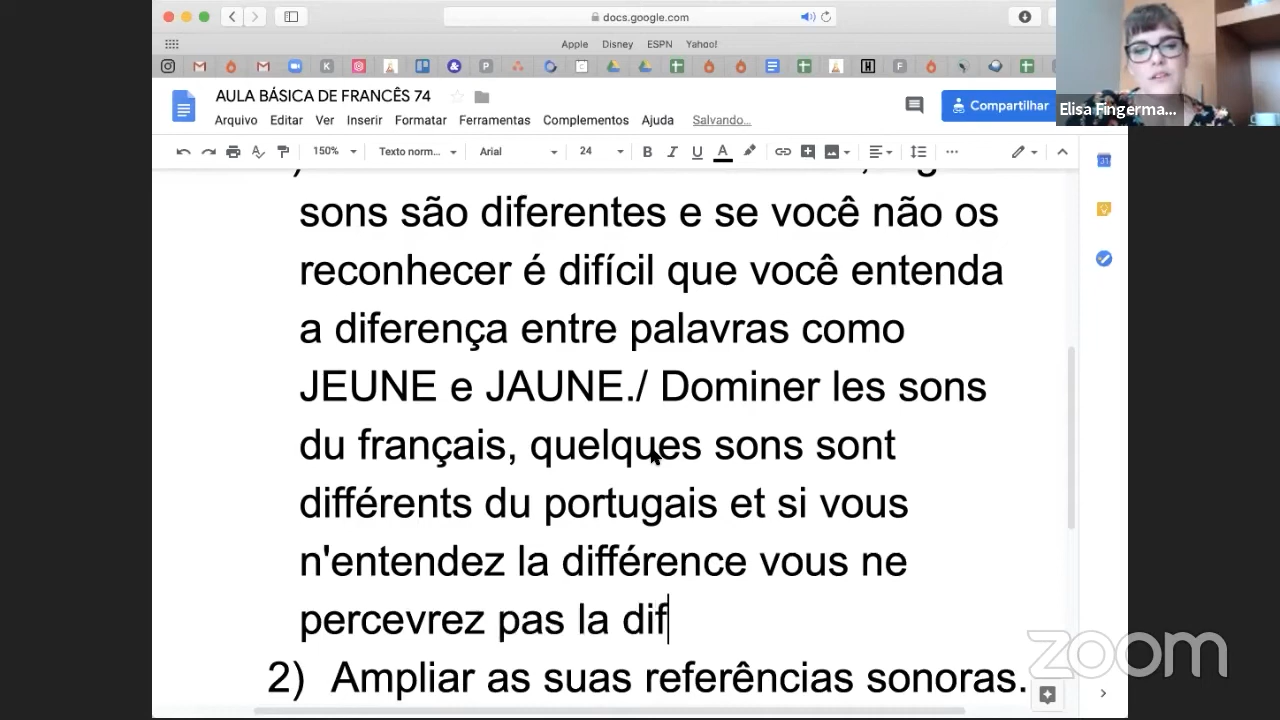 docs.google.com
Apple Disney ESPN Yahoo!
AULA BÁSICA DE FRANCÊS 74
Arquivo Editar Ver Inserir Formatar Ferramentas Complementos Ajuda Salvando...
Compartilhar
Elisa Fingerma...
150% Texto norm... Arial 24 B I U A
sons são diferentes e se você não os
reconhecer é difícil que você entenda
a diferença entre palavras como
JEUNE e JAUNE./ Dominer les sons
du français, quelques sons sont
différents du portugais et si vous
n'entendez la différence vous ne
percevrez pas la dif
2) Ampliar as suas referências sonoras.
zoom